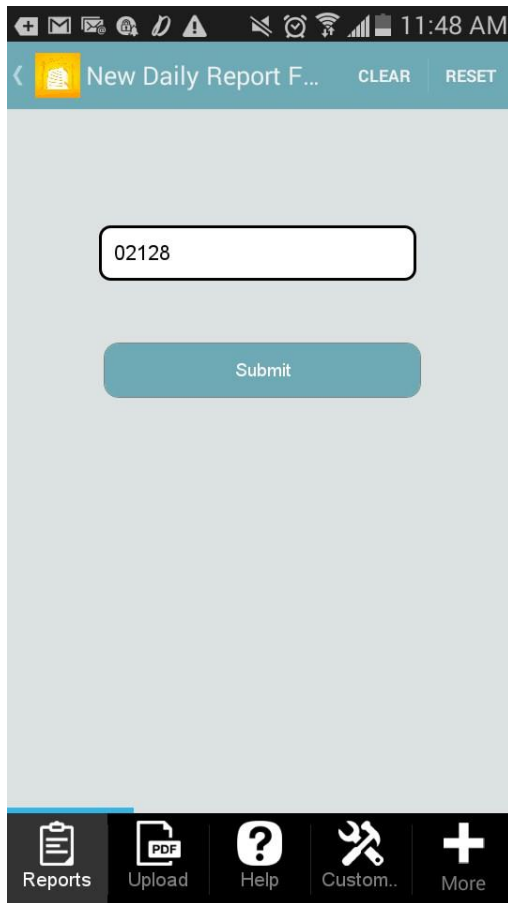 11:48 AM
New Daily Report F... CLEAR RESET
02128
Submit
PDF
Reports Upload Help Custom.. More